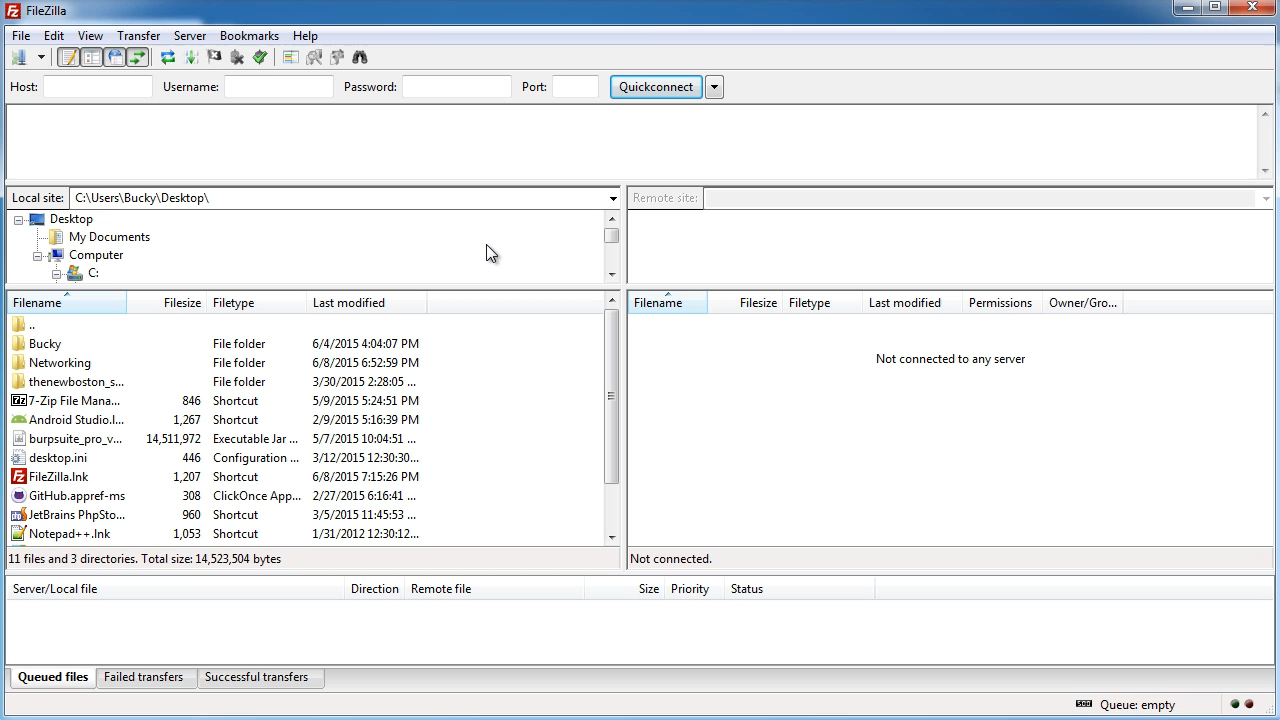 FileZilla
File Edit View Transfer Server Bookmarks Help
Host: Username: Password: Port: Quickconnect
Local site: C:\Users\Bucky\Desktop\
Remote site:
Desktop
My Documents
Computer
C:
Filename Filesize Filetype Last modified
..
Bucky File folder 6/4/2015 4:04:07 PM
Networking File folder 6/8/2015 6:52:59 PM
thenewboston_s... File folder 3/30/2015 2:28:05 ...
7-Zip File Mana... 846 Shortcut 5/9/2015 5:24:51 PM
Android Studio.l... 1,267 Shortcut 2/9/2015 5:16:39 PM
burpsuite_pro_v... 14,511,972 Executable Jar ... 5/7/2015 10:04:51 ...
desktop.ini 446 Configuration ... 3/12/2015 12:30:30...
FileZilla.lnk 1,207 Shortcut 6/8/2015 7:15:26 PM
GitHub.appref-ms 308 ClickOnce App... 2/27/2015 6:16:41 ...
JetBrains PhpSto... 960 Shortcut 3/5/2015 11:45:53 ...
Notepad++.lnk 1,053 Shortcut 1/31/2012 12:30:12...
11 files and 3 directories. Total size: 14,523,504 bytes
Filename Filesize Filetype Last modified Permissions Owner/Gro...
Not connected to any server
Not connected.
Server/Local file Direction Remote file Size Priority Status
Queued files Failed transfers Successful transfers
Queue: empty